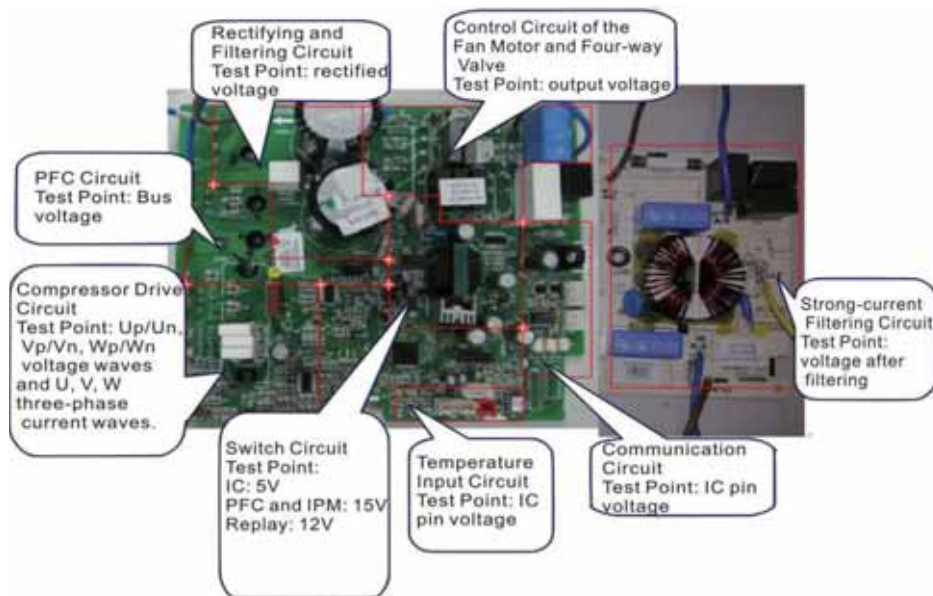 Rectifying and
Filtering Circuit
Test Point: rectified
voltage
Control Circuit of the
Fan Motor and Four-way
Valve
Test Point: output voltage
PFC Circuit
Test Point: Bus
voltage
Compressor Drive
Circuit
Test Point: Up/Un,
Vp/Vn, Wp/Wn
voltage waves
and U, V, W
three-phase
current waves.
Strong-current
Filtering Circuit
Test Point:
voltage after
filtering
Switch Circuit
Test Point:
IC: 5V
PFC and IPM: 15V
Replay: 12V
Temperature
Input Circuit
Test Point: IC
pin voltage
Communication
Circuit
Test Point: IC pin
voltage